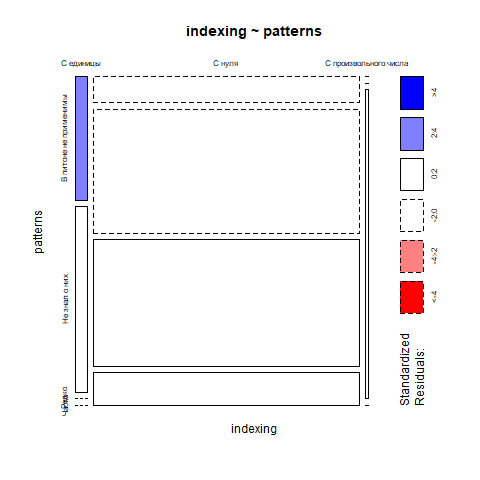 indexing ~ patterns
С единицы
С нуля
С произвольного числа
В питоне не применимы
Не знал о них
patterns
indexing
>4
2:4
0:2
-2:0
-4:-2
<-4
Standardized
Residuals: